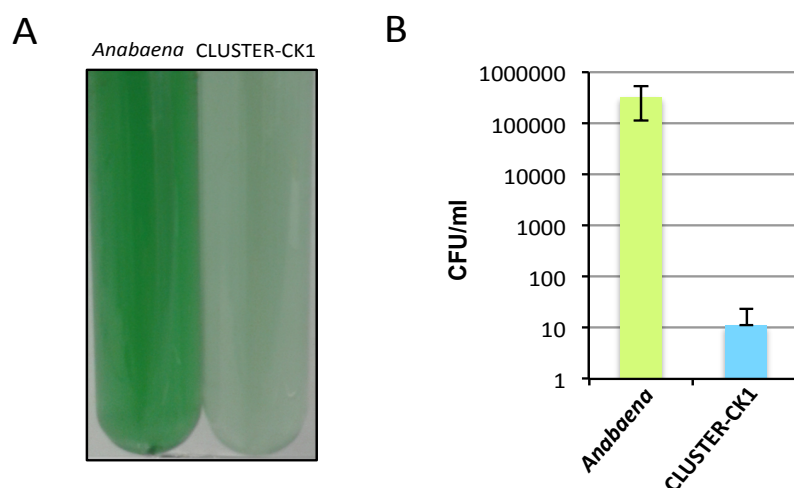 A
Anabaena CLUSTER-CK1
B
CFU/ml
1000000
100000
10000
1000
100
10
1
Anabaena
CLUSTER-CK1